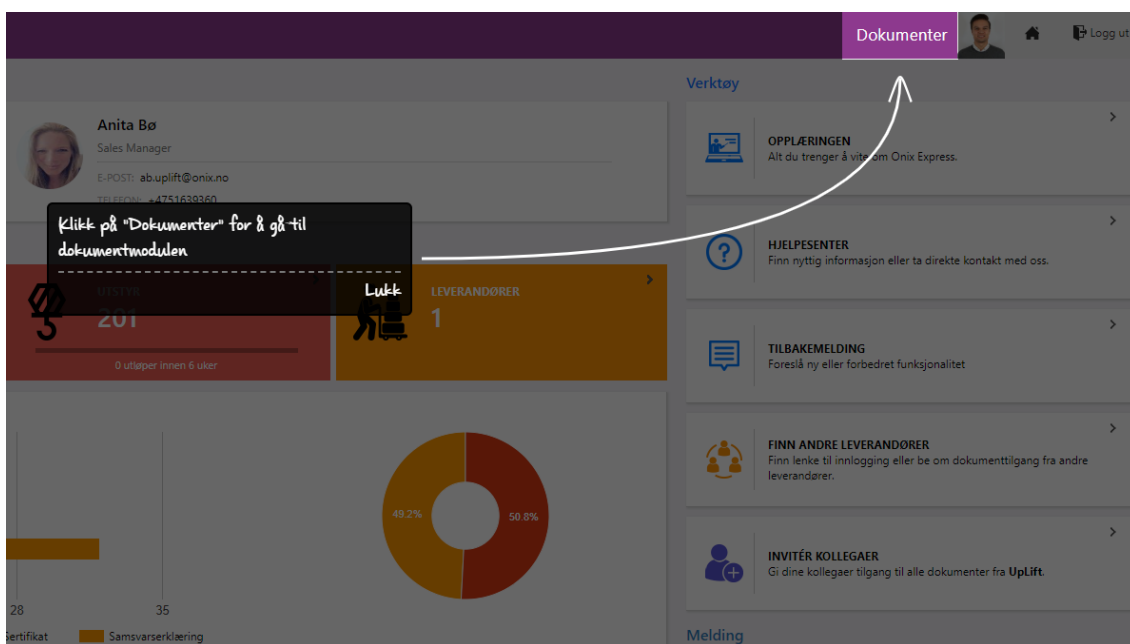 Dokumenter
Logg ut
Verktøy
Anita Bø
Sales Manager
E-POST: ab.uplift@onix.no
TELEFON: +4751639360
Klikk på "Dokumenter" for å gå til
dokumentmodulen
Lukk
UTSTYR
201
0 utløper innen 6 uker
LEVERANDØRER
1
OPPLÆRINGEN
Alt du trenger å vite om Onix Express.
HJELPESENTER
Finn nyttig informasjon eller ta direkte kontakt med oss.
TILBAKEMELDING
Foreslå ny eller forbedret funksjonalitet
FINN ANDRE LEVERANDØRER
Finn lenke til innlogging eller be om dokumenttilgang fra andre
leverandører.
INVITÉR KOLLEGAER
Gi dine kollegaer tilgang til alle dokumenter fra UpLift.
Melding
49.2%
50.8%
28
35
Sertifikat
Samsvarserklæring